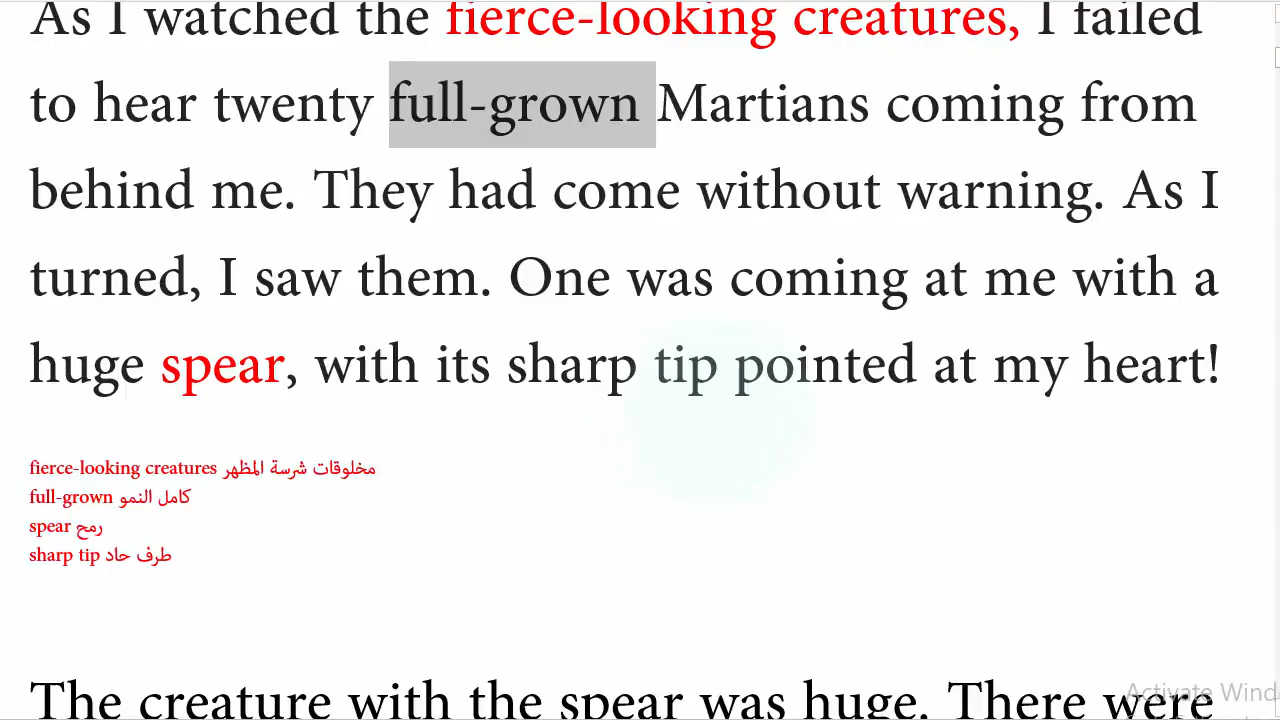 As I watched the fierce-looking creatures, I failed
to hear twenty full-grown Martians coming from
behind me. They had come without warning. As I
turned, I saw them. One was coming at me with a
huge spear, with its sharp tip pointed at my heart!
fierce-looking creatures مخلوقات شرسة المظهر
full-grown كامل النمو
spear رمح
sharp tip طرف حاد
The creature with the spear was huge. There were
Activate Wind